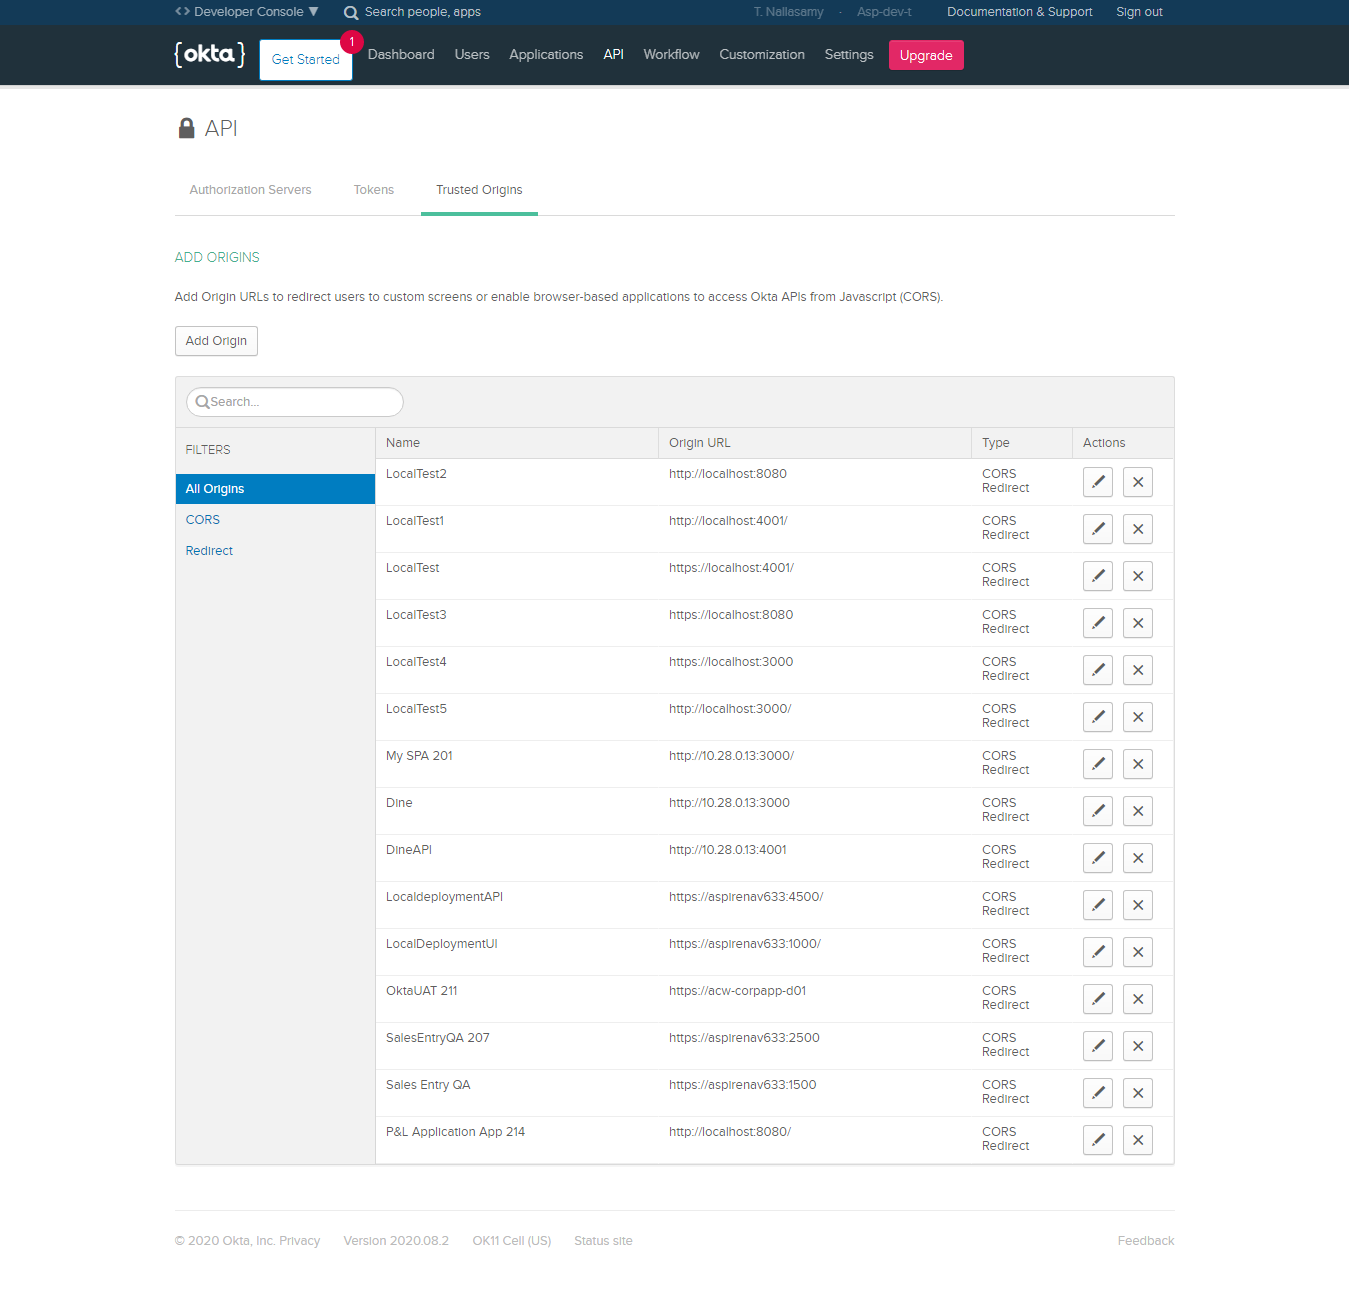 <> Developer Console ▼ Search people, apps T. Nallasamy · Asp-dev-t Documentation & Support Sign out
{okta} Get Started 1 Dashboard Users Applications API Workflow Customization Settings Upgrade
API
Authorization Servers Tokens Trusted Origins
ADD ORIGINS
Add Origin URLs to redirect users to custom screens or enable browser-based applications to access Okta APIs from Javascript (CORS).
Add Origin
Search...
FILTERS
All Origins
CORS
Redirect
Name Origin URL Type Actions
LocalTest2 http://localhost:8080 CORS
Redirect
LocalTest1 http://localhost:4001/ CORS
Redirect
LocalTest https://localhost:4001/ CORS
Redirect
LocalTest3 https://localhost:8080 CORS
Redirect
LocalTest4 https://localhost:3000 CORS
Redirect
LocalTest5 http://localhost:3000/ CORS
Redirect
My SPA 201 http://10.28.0.13:3000/ CORS
Redirect
Dine http://10.28.0.13:3000 CORS
Redirect
DineAPI http://10.28.0.13:4001 CORS
Redirect
LocaldeploymentAPI https://aspirenav633:4500/ CORS
Redirect
LocalDeploymentUI https://aspirenav633:1000/ CORS
Redirect
OktaUAT 211 https://acw-corpapp-d01 CORS
Redirect
SalesEntryQA 207 https://aspirenav633:2500 CORS
Redirect
Sales Entry QA https://aspirenav633:1500 CORS
Redirect
P&L Application App 214 http://localhost:8080/ CORS
Redirect
© 2020 Okta, Inc. Privacy Version 2020.08.2 OK11 Cell (US) Status site Feedback